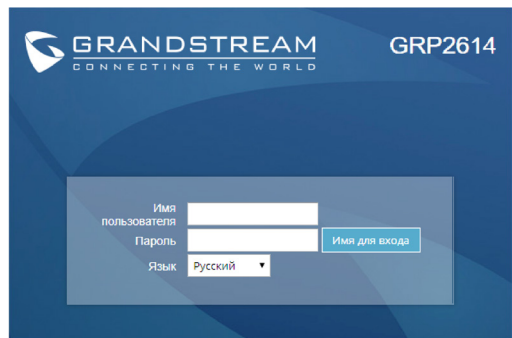 GRANDSTREAM
CONNECTING THE WORLD
GRP2614
Имя
пользователя
Пароль
Имя для входа
Язык
Русский